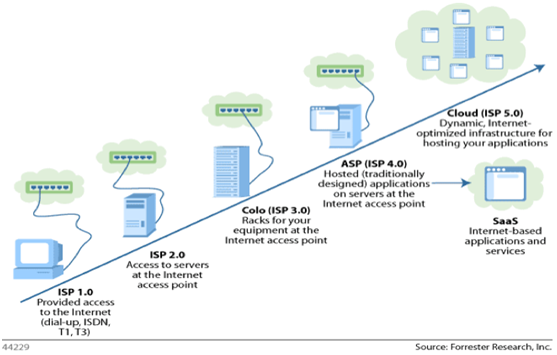 Cloud (ISP 5.0)
Dynamic, Internet-
optimized infrastructure for
hosting your applications
ASP (ISP 4.0)
Hosted (traditionally
designed) applications
on servers at the
Internet access point
SaaS
Internet-based
applications and
services
Colo (ISP 3.0)
Racks for your
equipment at the
Internet access point
ISP 2.0
Access to servers
at the Internet
access point
ISP 1.0
Provided access
to the Internet
(dial-up, ISDN,
T1, T3)
44229
Source: Forrester Research, Inc.